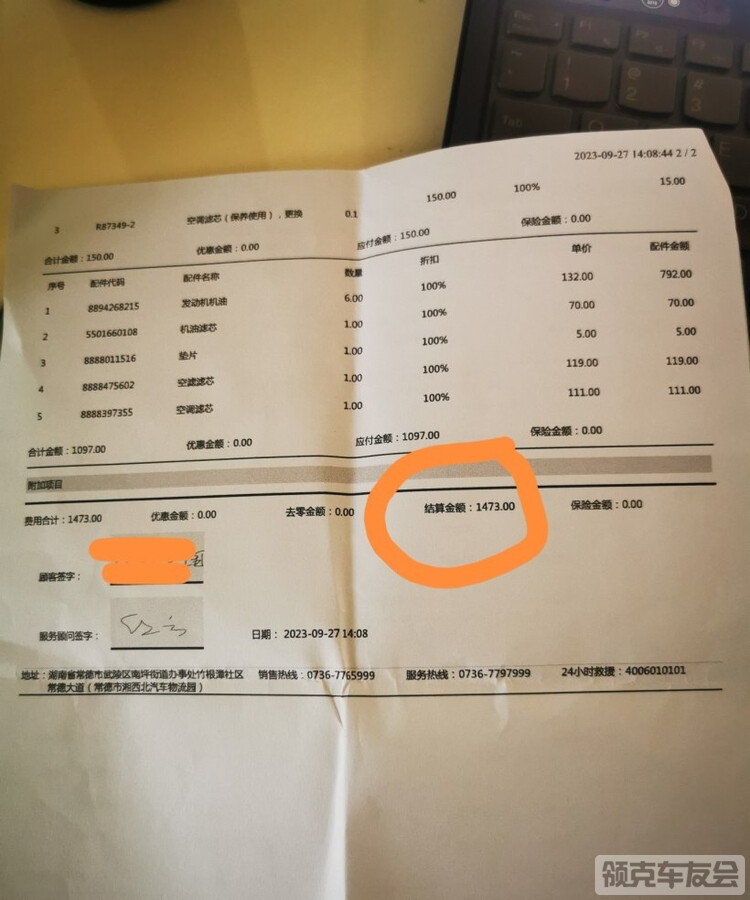 2023-09-27 14:08:44 2 / 2
3 R87349-2 空调滤芯（保养使用），更换 0.1 150.00 100% 15.00
合计金额：150.00 优惠金额：0.00 应付金额：150.00 保险金额：0.00
序号 配件代码 配件名称 数量 折扣 单价 配件金额
1 8894268215 发动机机油 6.00 100% 132.00 792.00
2 5501660108 机油滤芯 1.00 100% 70.00 70.00
3 8888011516 垫片 1.00 100% 5.00 5.00
4 8888475602 空滤滤芯 1.00 100% 119.00 119.00
5 8888397355 空调滤芯 1.00 100% 111.00 111.00
合计金额：1097.00 优惠金额：0.00 应付金额：1097.00 保险金额：0.00
附加项目
费用合计：1473.00 优惠金额：0.00 去零金额：0.00 结算金额：1473.00 保险金额：0.00
顾客签字：
服务顾问签字： 日期： 2023-09-27 14:08
地址：湖南省常德市武陵区南坪街道办事处竹根潭社区 销售热线：0736-7765999 服务热线：0736-7797999 24小时救援：4006010101
常德大道（常德市湘西北汽车物流园）
领克车友会